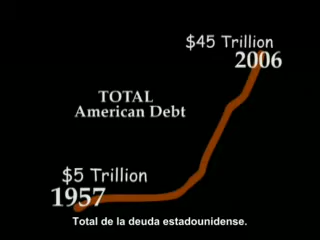 $45 Trillion
2006
TOTAL
American Debt
$5 Trillion
1957
Total de la deuda estadounidense.